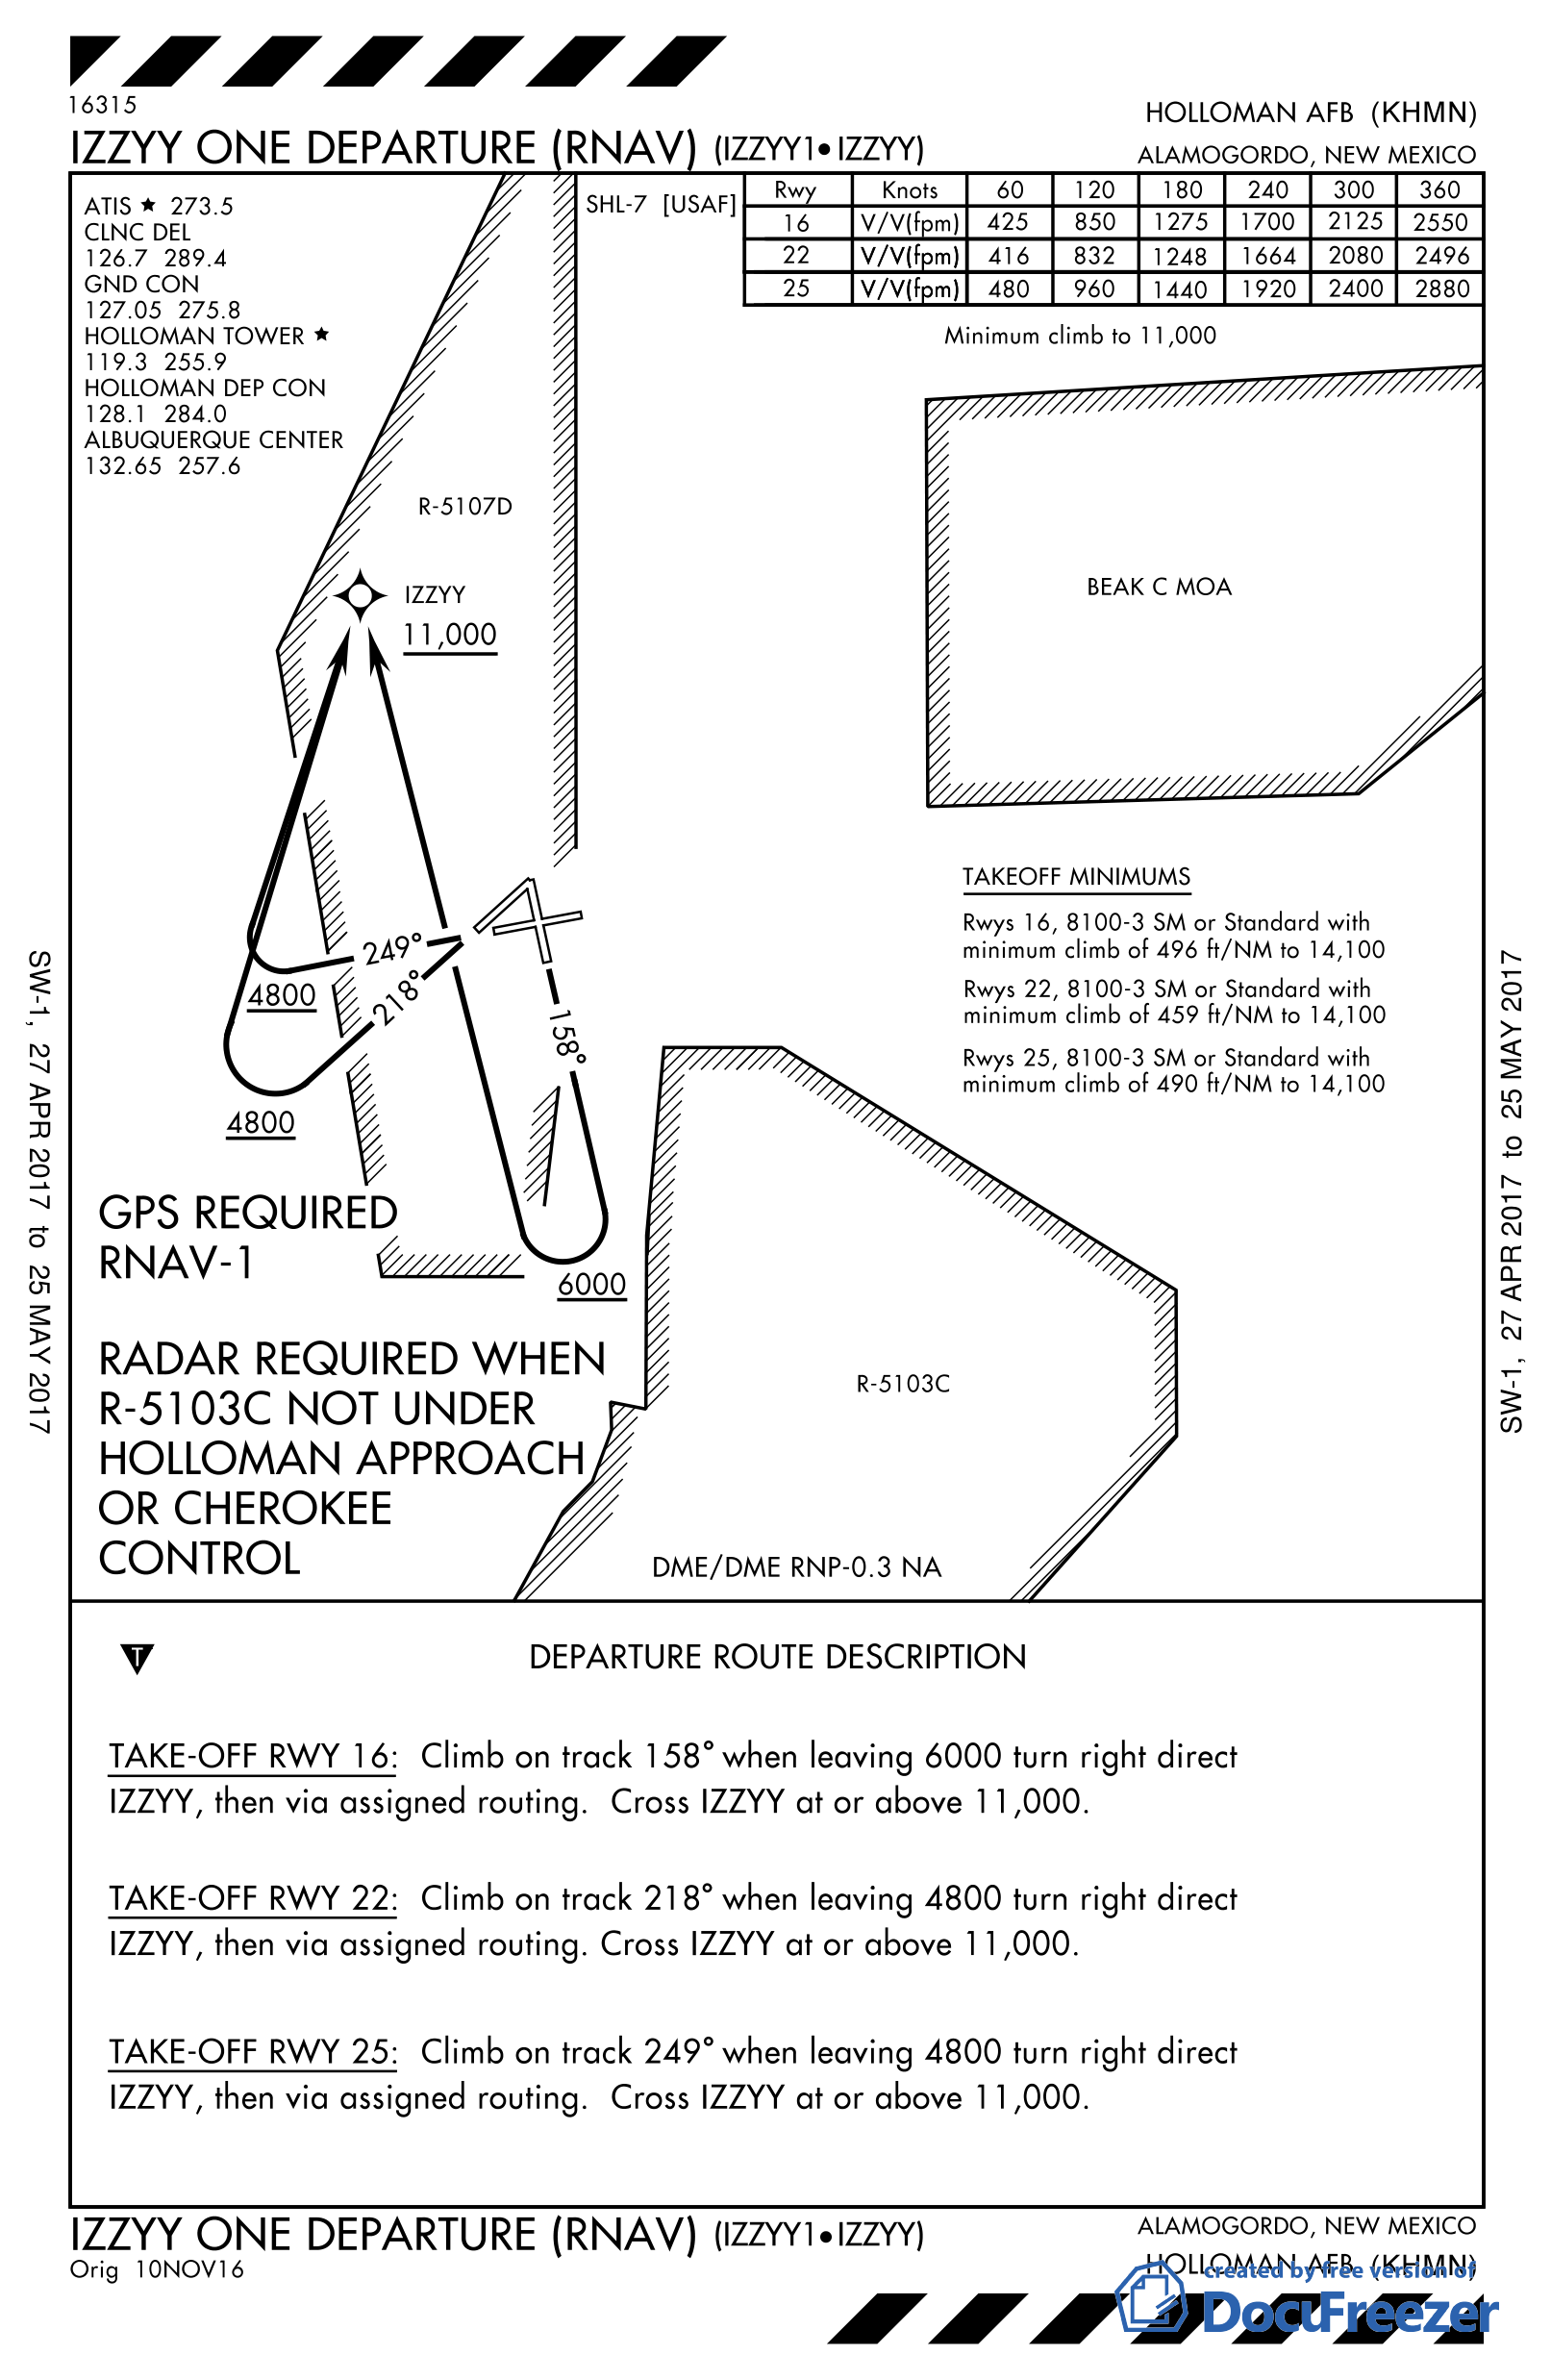 16315
IZZYY ONE DEPARTURE (RNAV) (IZZYY1•IZZYY)
HOLLOMAN AFB (KHMN)
ALAMOGORDO, NEW MEXICO
ATIS ★ 273.5
CLNC DEL
126.7 289.4
GND CON
127.05 275.8
HOLLOMAN TOWER ★
119.3 255.9
HOLLOMAN DEP CON
128.1 284.0
ALBUQUERQUE CENTER
132.65 257.6
SHL-7 [USAF]
Rwy Knots 60 120 180 240 300 360
16 V/V(fpm) 425 850 1275 1700 2125 2550
22 V/V(fpm) 416 832 1248 1664 2080 2496
25 V/V(fpm) 480 960 1440 1920 2400 2880
Minimum climb to 11,000
R-5107D
IZZYY
11,000
BEAK C MOA
TAKEOFF MINIMUMS
Rwys 16, 8100-3 SM or Standard with
minimum climb of 496 ft/NM to 14,100
Rwys 22, 8100-3 SM or Standard with
minimum climb of 459 ft/NM to 14,100
Rwys 25, 8100-3 SM or Standard with
minimum climb of 490 ft/NM to 14,100
249°
4800
218°
158°
4800
6000
GPS REQUIRED
RNAV-1
RADAR REQUIRED WHEN
R-5103C NOT UNDER
HOLLOMAN APPROACH
OR CHEROKEE
CONTROL
R-5103C
DME/DME RNP-0.3 NA
SW-1, 27 APR 2017 to 25 MAY 2017
SW-1, 27 APR 2017 to 25 MAY 2017
T
DEPARTURE ROUTE DESCRIPTION
TAKE-OFF RWY 16: Climb on track 158° when leaving 6000 turn right direct
IZZYY, then via assigned routing. Cross IZZYY at or above 11,000.
TAKE-OFF RWY 22: Climb on track 218° when leaving 4800 turn right direct
IZZYY, then via assigned routing. Cross IZZYY at or above 11,000.
TAKE-OFF RWY 25: Climb on track 249° when leaving 4800 turn right direct
IZZYY, then via assigned routing. Cross IZZYY at or above 11,000.
IZZYY ONE DEPARTURE (RNAV) (IZZYY1•IZZYY)
Orig 10NOV16
ALAMOGORDO, NEW MEXICO
HOLLOMAN AFB (KHMN)
created by free version of
DocuFreezer